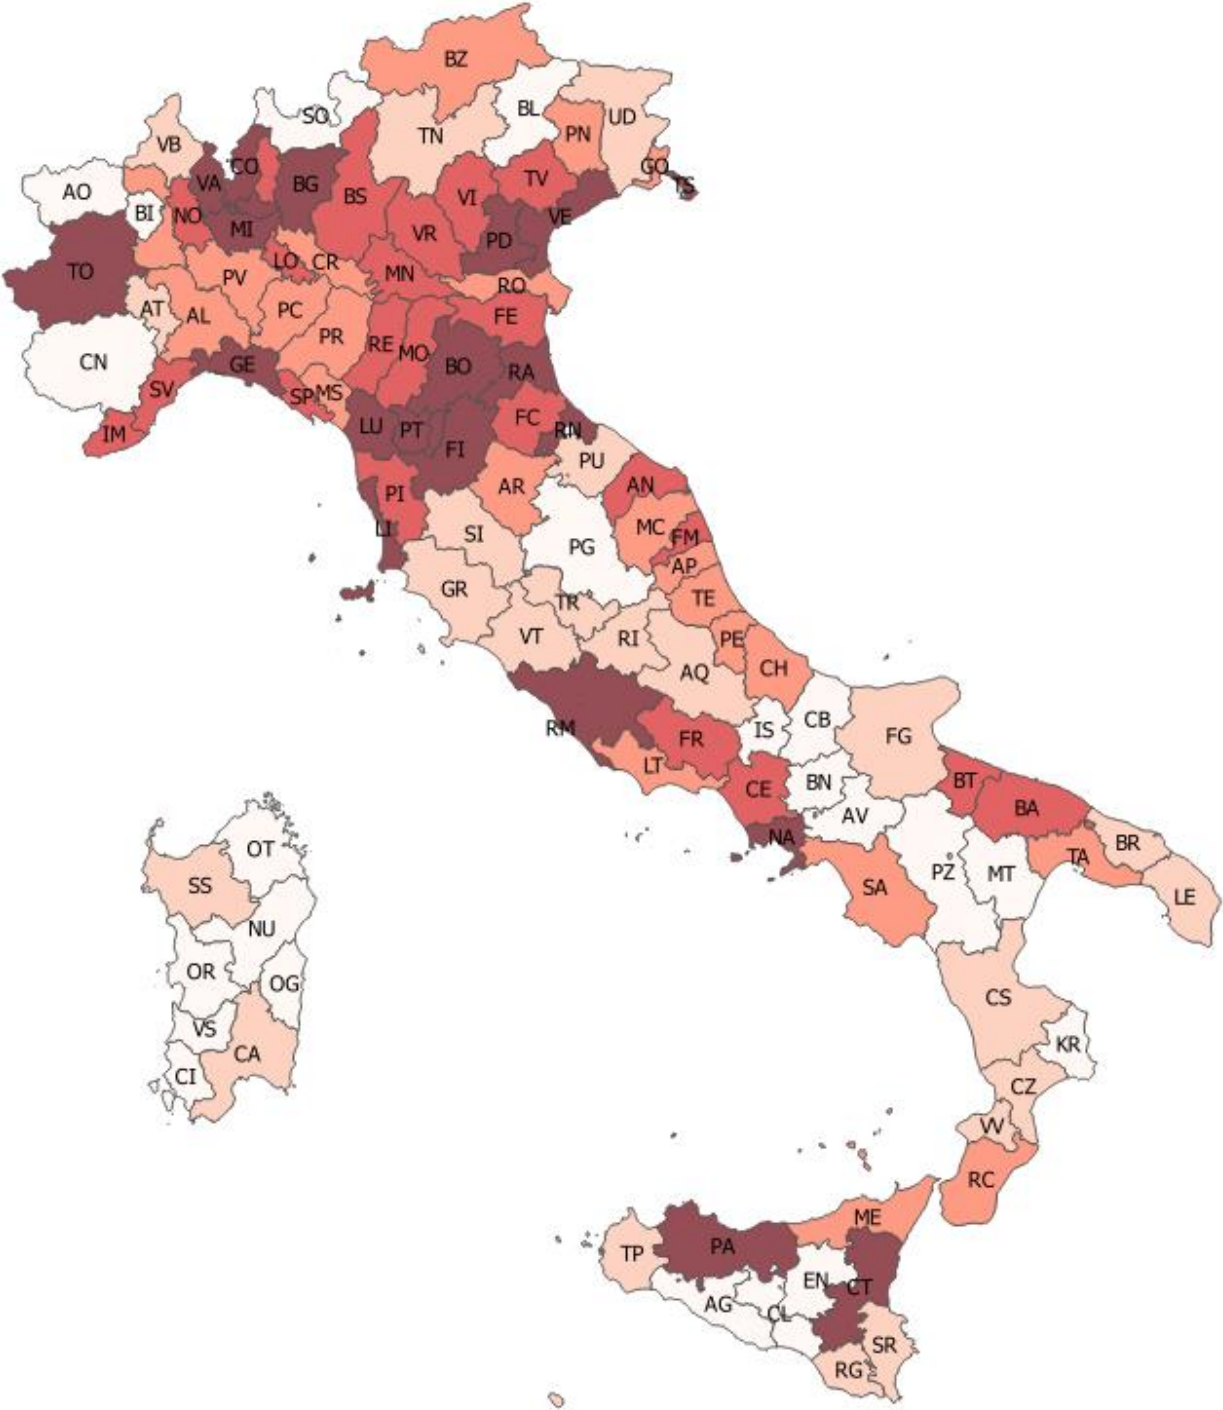 BZ
BL
SO
UD
PN
TN
VB
GO
CO
TV
VA
BG
TS
AO
BS
VI
BI
NO
VE
MI
VR
PD
LO
CR
TO
MN
PV
RO
AT
PC
AL
FE
PR
RE
MO
CN
GE
BO
RA
SV
SP
MS
FC
LU
PT
RN
IM
FI
PU
AR
AN
PI
LI
MC
SI
FM
PG
AP
GR
TR
TE
VT
RI
PE
CH
AQ
CB
RM
IS
FR
FG
LT
BN
BT
CE
BA
AV
NA
BR
OT
TA
PZ
MT
SS
SA
LE
NU
OR
OG
CS
VS
KR
CA
CI
CZ
VV
RC
ME
PA
TP
EN
CT
AG
CL
SR
RG